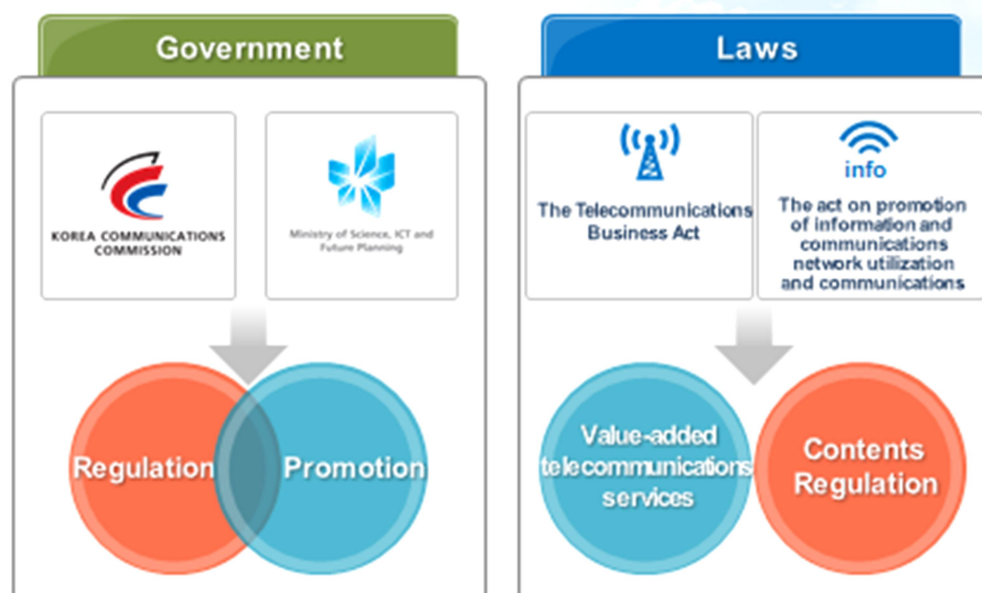 Government
Laws
KOREA COMMUNICATIONS
COMMISSION
Ministry of Science, ICT and
Future Planning
The Telecommunications
Business Act
info
The act on promotion
of information and
communications
network utilization
and communications
Regulation
Promotion
Value-added
telecommunications
services
Contents
Regulation